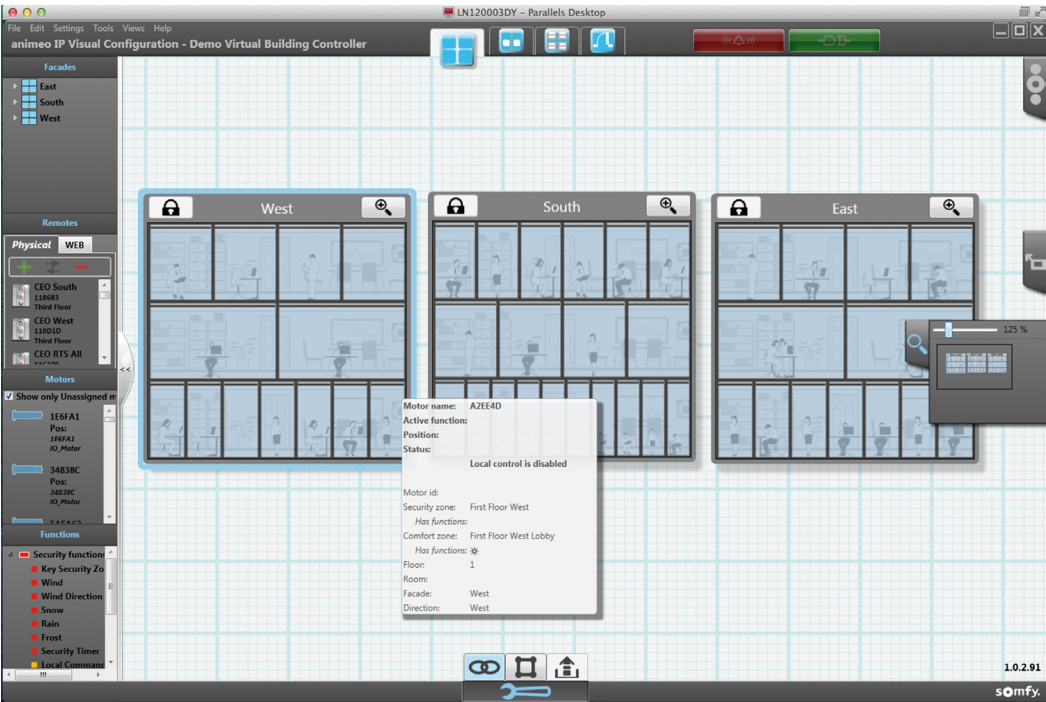 LN120003DY – Parallels Desktop
File Edit Settings Tools Views Help
animeo IP Visual Configuration - Demo Virtual Building Controller
Facades
East
South
West
Remotes
Physical WEB
CEO South
118683
Third Floor
CEO West
110D1D
Third Floor
CEO RTS All
Motors
Show only Unassigned m
1E6FA1
Pos:
1E6FA1
IO_Motor
34838C
Pos:
34838C
IO_Motor
Functions
Security function
Key Security Zo
Wind
Wind Direction
Snow
Rain
Frost
Security Timer
Local Command
West
South
East
<<
125 %
Motor name: A2EE4D
Active function:
Position:
Status:
Local control is disabled
Motor id:
Security zone: First Floor West
Has functions:
Comfort zone: First Floor West Lobby
Has functions:
Floor: 1
Room:
Facade: West
Direction: West
1.0.2.91
somfy.